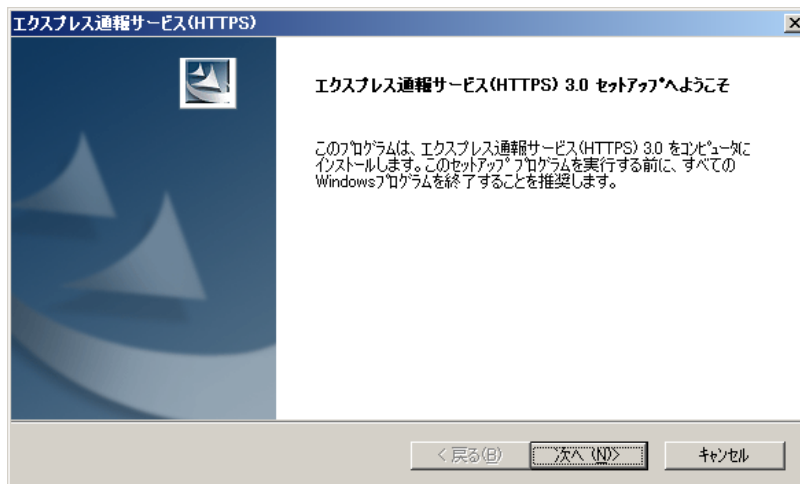 エクスプレス通報サービス(HTTPS)
エクスプレス通報サービス(HTTPS) 3.0 ｾｯﾄｱｯﾌﾟへようこそ
このﾌﾟﾛｸﾞﾗﾑは、エクスプレス通報サービス(HTTPS) 3.0 をｺﾝﾋﾟｭｰﾀに
ｲﾝｽﾄｰﾙします。このｾｯﾄｱｯﾌﾟ ﾌﾟﾛｸﾞﾗﾑを実行する前に、すべての
Windowsﾌﾟﾛｸﾞﾗﾑを終了することを推奨します。
< 戻る(B) 次へ (N)> ｷｬﾝｾﾙ